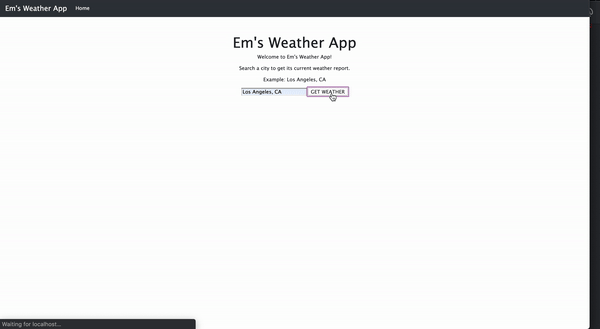 Em's Weather App Home
Em's Weather App
Welcome to Em's Weather App!
Search a city to get its current weather report.
Example: Los Angeles, CA
Los Angeles, CA GET WEATHER
Waiting for localhost...